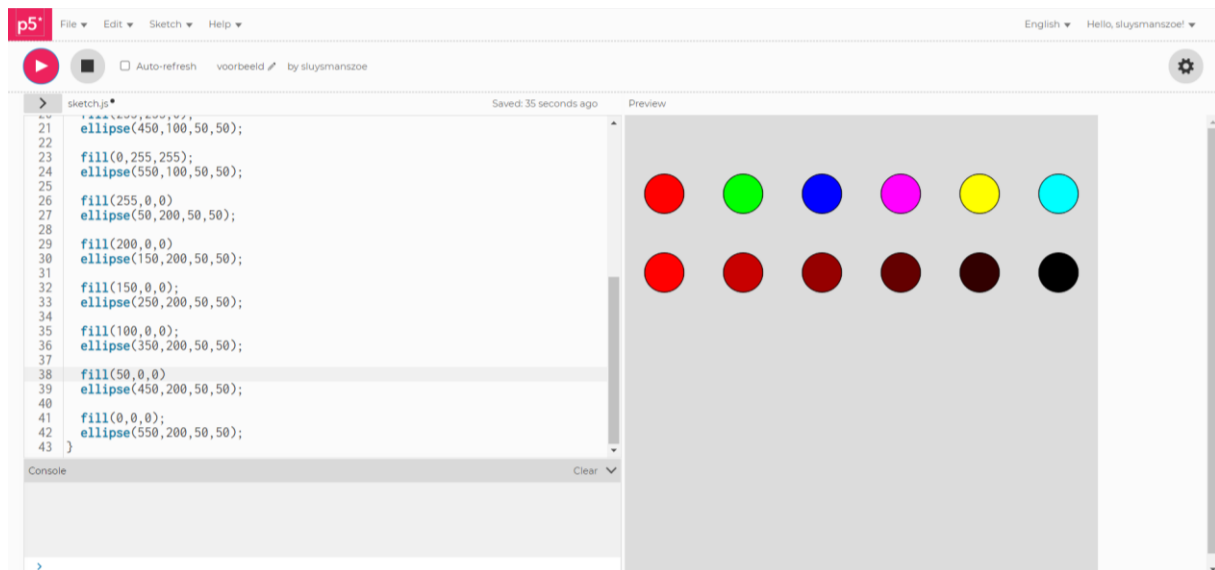 p5*
File Edit Sketch Help
English Hello, sluysmanszoe!
Auto-refresh voorbeeld by sluysmanszoe
sketch.js
Saved: 35 seconds ago
Preview
21 ellipse(450,100,50,50);
22
23 fill(0,255,255);
24 ellipse(550,100,50,50);
25
26 fill(255,0,0)
27 ellipse(50,200,50,50);
28
29 fill(200,0,0)
30 ellipse(150,200,50,50);
31
32 fill(150,0,0);
33 ellipse(250,200,50,50);
34
35 fill(100,0,0);
36 ellipse(350,200,50,50);
37
38 fill(50,0,0)
39 ellipse(450,200,50,50);
40
41 fill(0,0,0);
42 ellipse(550,200,50,50);
43 }
Console
Clear